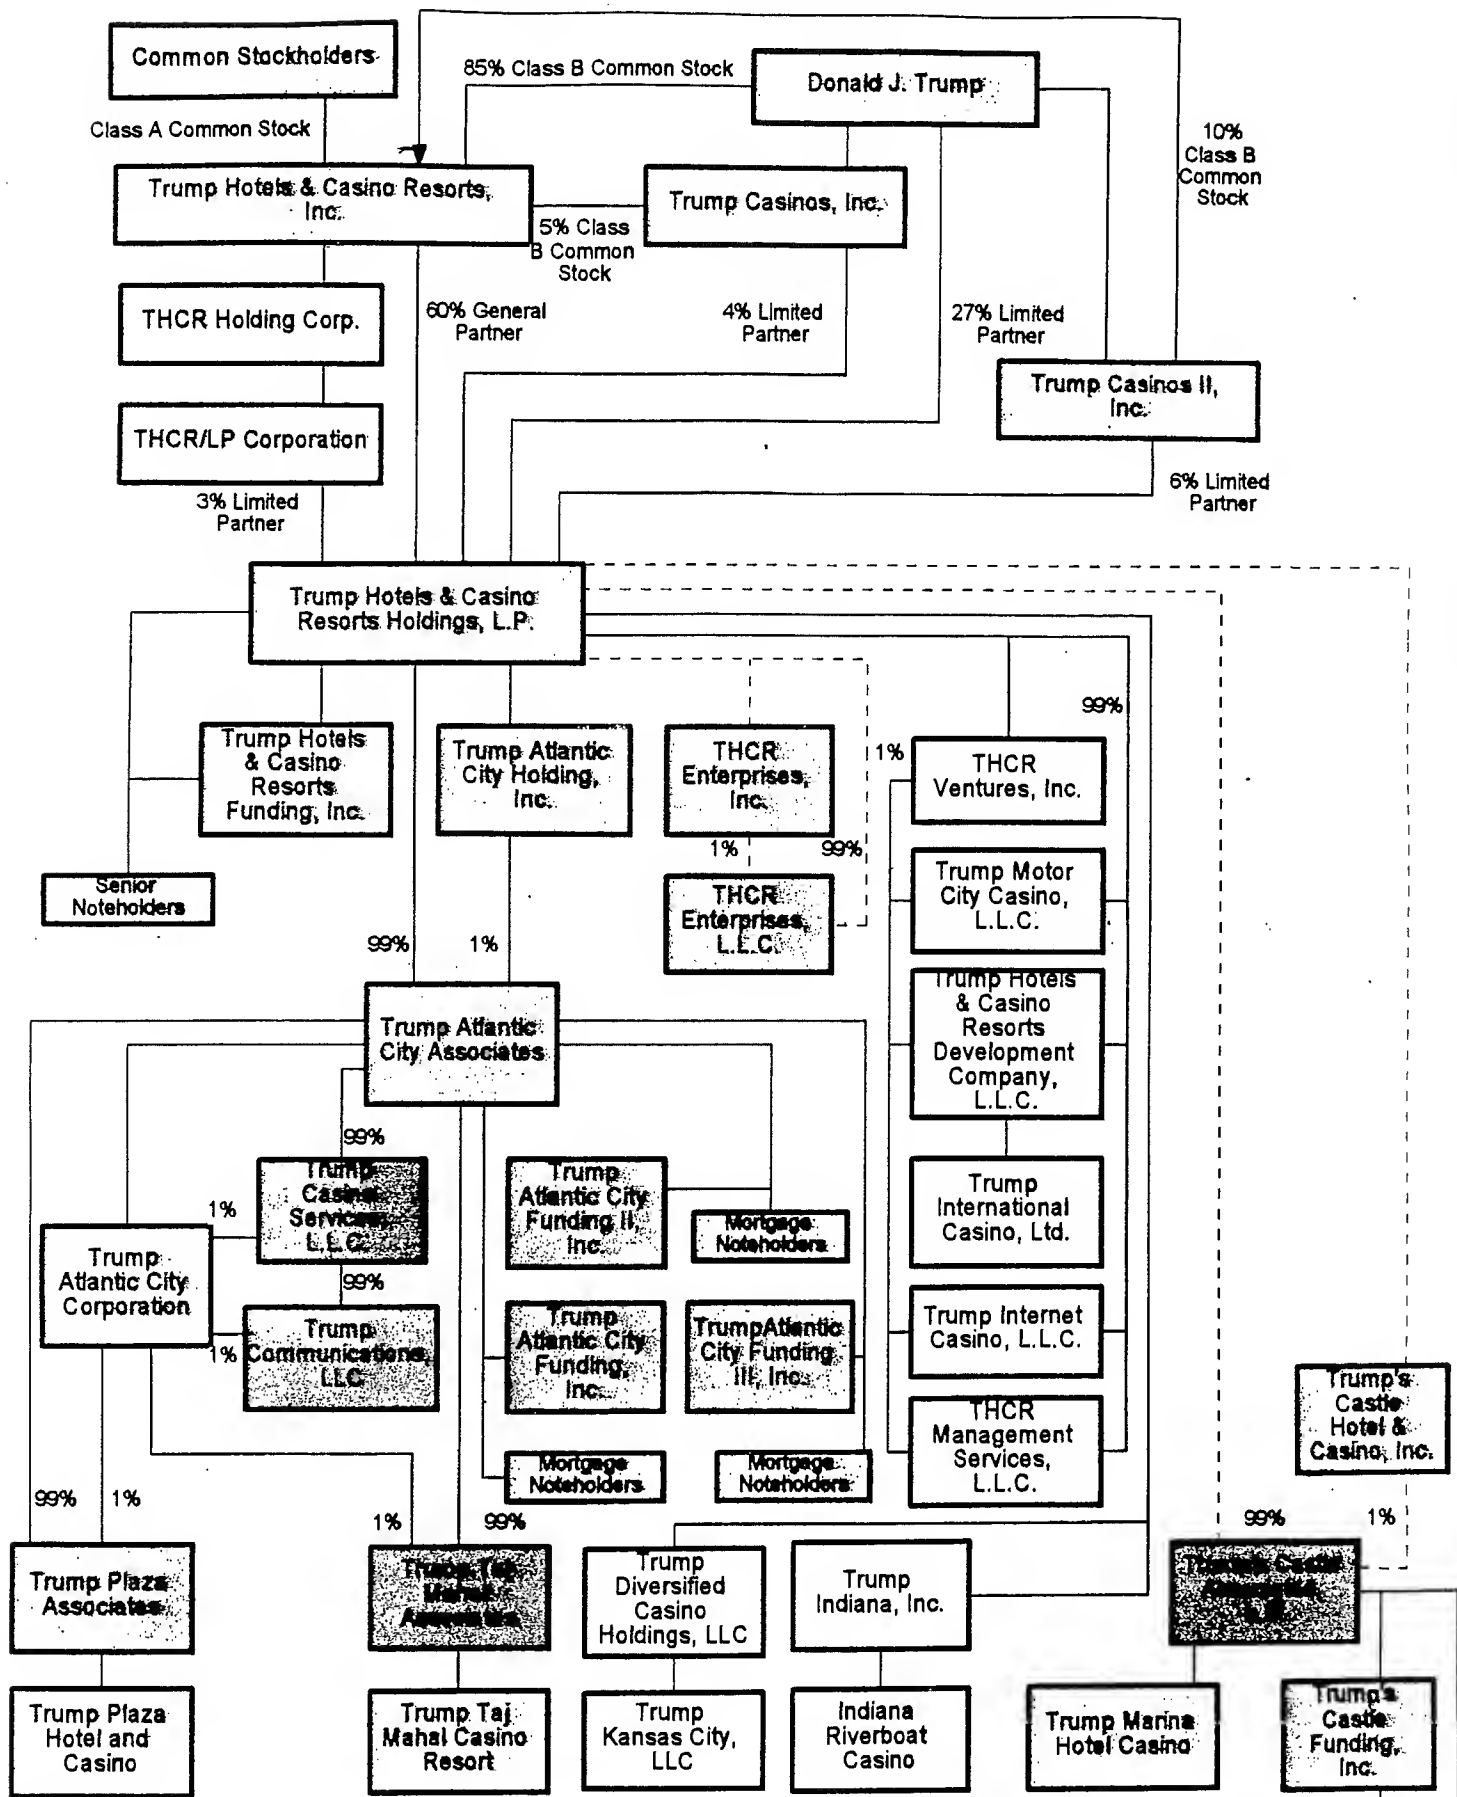 Common Stockholders
85% Class B Common Stock
Donald J. Trump
Class A Common Stock
10%
Class B
Common
Stock
Trump Hotels & Casino Resorts,
Inc.
Trump Casinos, Inc.
5% Class
B Common
Stock
THCR Holding Corp.
60% General
Partner
4% Limited
Partner
27% Limited
Partner
Trump Casinos II,
Inc.
THCR/LP Corporation
3% Limited
Partner
6% Limited
Partner
Trump Hotels & Casino
Resorts Holdings, L.P.
99%
Trump Hotels
& Casino
Resorts
Funding, Inc.
Trump Atlantic
City Holding,
Inc.
THCR
Enterprises,
Inc.
1%
THCR
Ventures, Inc.
1%
99%
Senior
Noteholders
THCR
Enterprises,
L.L.C.
Trump Motor
City Casino,
L.L.C.
99%
1%
Trump Atlantic
City Associates
Trump Hotels
& Casino
Resorts
Development
Company,
L.L.C.
99%
Trump
Casino
Services,
L.L.C.
1%
Trump
Atlantic City
Funding II,
Inc.
Mortgage
Noteholders
Trump
International
Casino, Ltd.
Trump
Atlantic City
Corporation
99%
Trump
Communications,
LLC
1%
Trump
Atlantic City
Funding,
Inc.
TrumpAtlantic
City Funding
III, Inc.
Trump Internet
Casino, L.L.C.
Trump's
Castle
Hotel &
Casino, Inc.
THCR
Management
Services,
L.L.C.
Mortgage
Noteholders
Mortgage
Noteholders
99%
1%
1%
99%
99%
1%
Trump Plaza
Associates
Trump Taj
Mahal
Associates
Trump
Diversified
Casino
Holdings, LLC
Trump
Indiana, Inc.
Trump's Castle
Associates
L.P.
Trump Plaza
Hotel and
Casino
Trump Taj
Mahal Casino
Resort
Trump
Kansas City,
LLC
Indiana
Riverboat
Casino
Trump Marina
Hotel Casino
Trump's
Castle
Funding,
Inc.